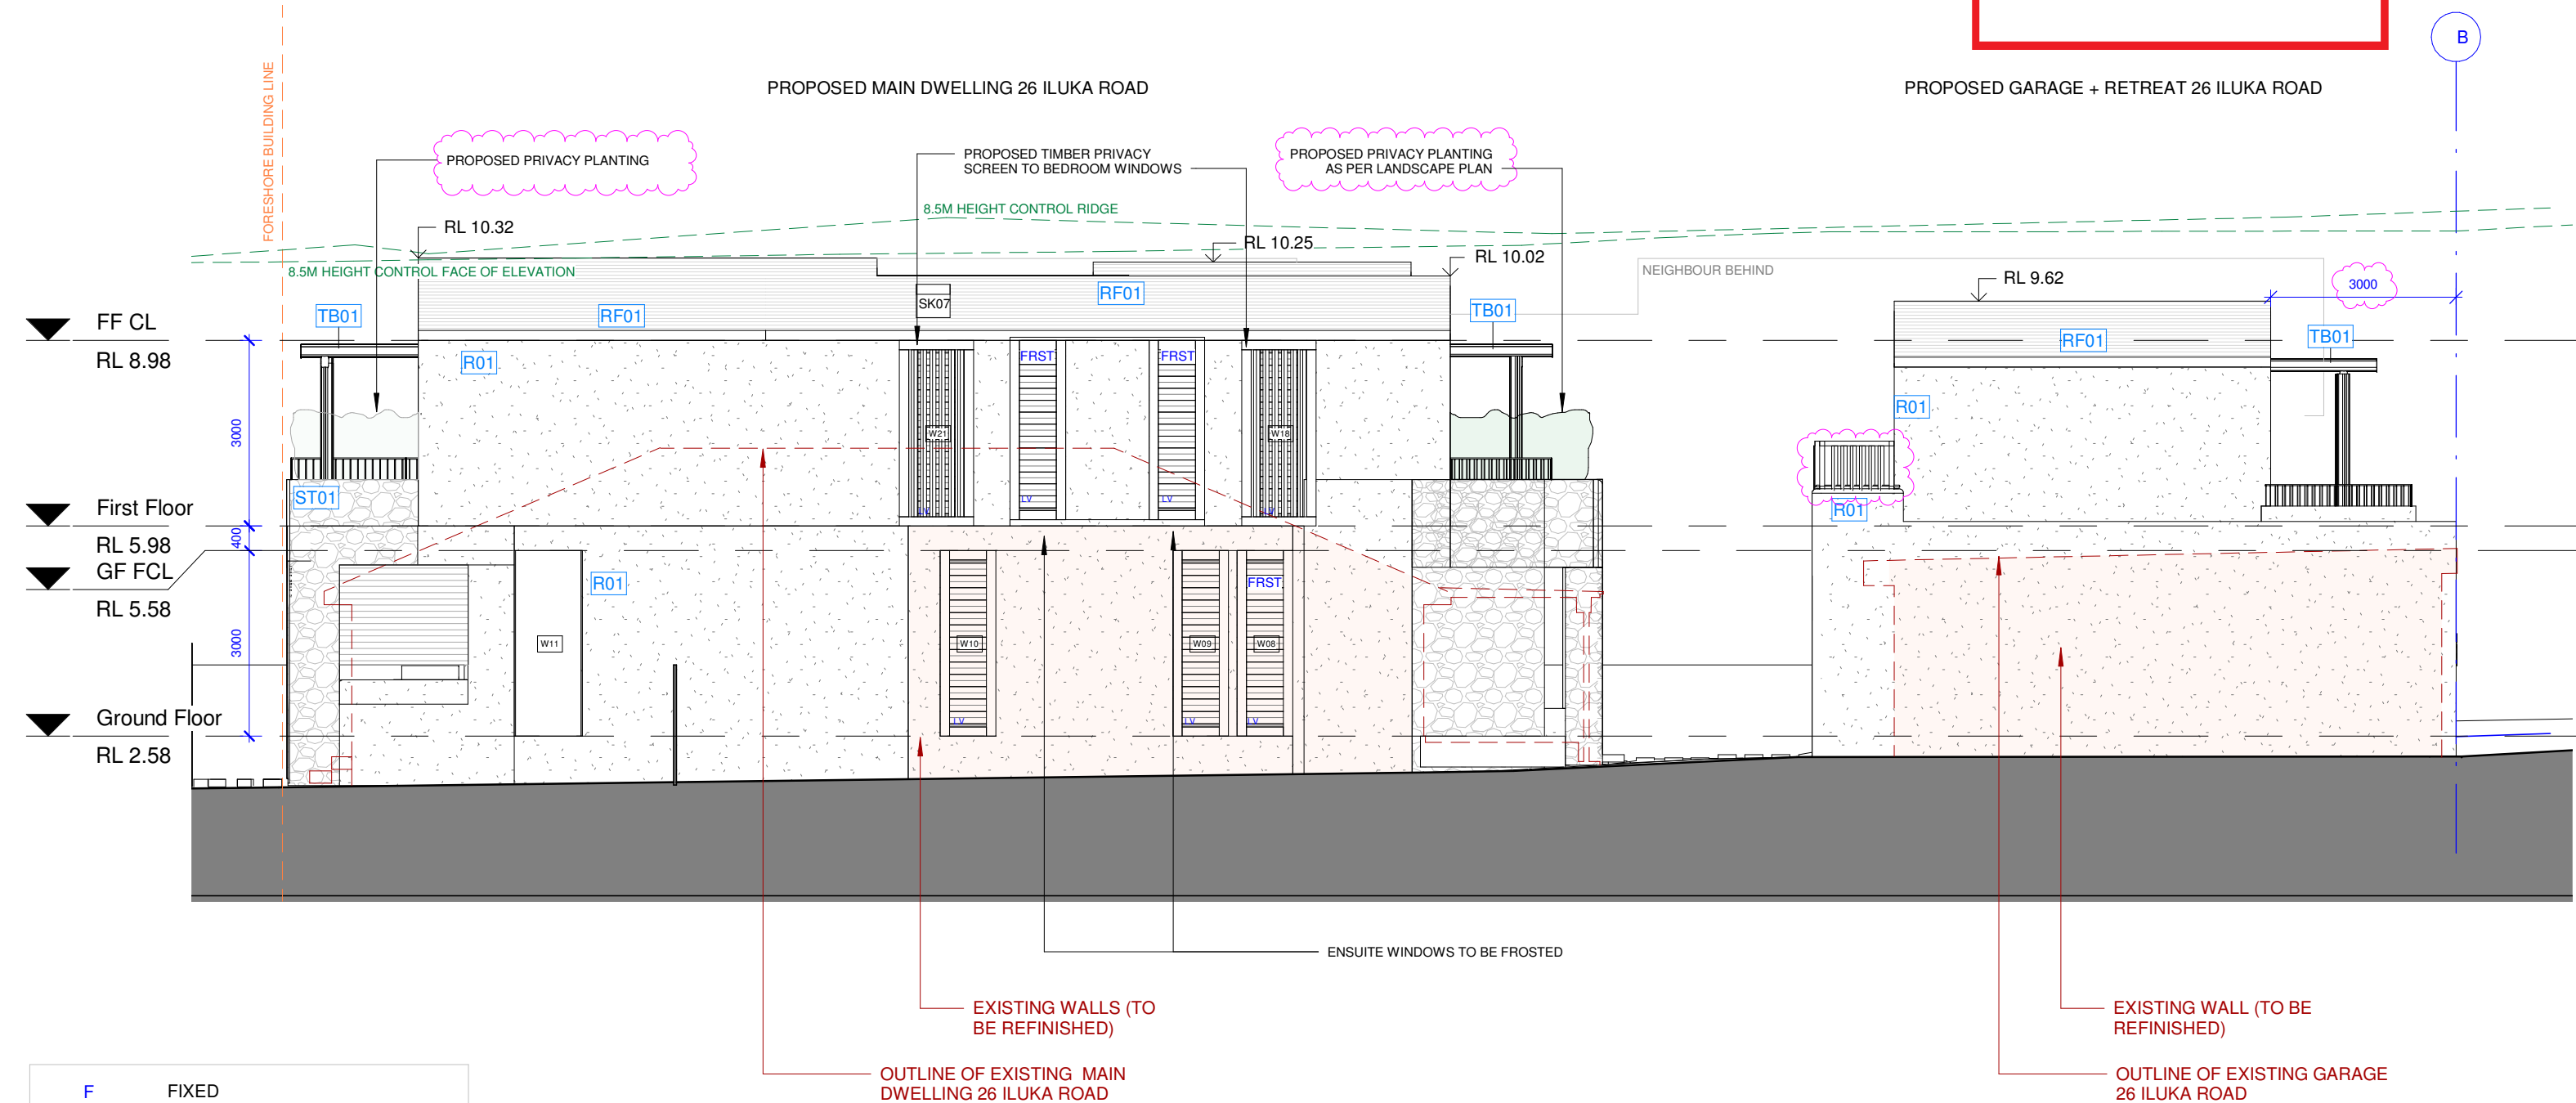 B
PROPOSED MAIN DWELLING 26 ILUKA ROAD
PROPOSED GARAGE + RETREAT 26 ILUKA ROAD
FORESHORE BUILDING LINE
PROPOSED PRIVACY PLANTING
PROPOSED TIMBER PRIVACY
SCREEN TO BEDROOM WINDOWS
PROPOSED PRIVACY PLANTING
AS PER LANDSCAPE PLAN
8.5M HEIGHT CONTROL RIDGE
RL 10.32
RL 10.25
RL 10.02
8.5M HEIGHT CONTROL FACE OF ELEVATION
NEIGHBOUR BEHIND
RL 9.62
3000
SK07
RF01
RF01
TB01
TB01
RF01
TB01
FF CL
RL 8.98
R01
FRST
FRST
R01
3000
W21
W18
LV
LV
LV
LV
ST01
R01
First Floor
RL 5.98
400
GF FCL
RL 5.58
R01
FRST
3000
W11
W10
W09
W08
LV
LV
LV
Ground Floor
RL 2.58
ENSUITE WINDOWS TO BE FROSTED
EXISTING WALLS (TO
BE REFINISHED)
EXISTING WALL (TO BE
REFINISHED)
OUTLINE OF EXISTING MAIN
DWELLING 26 ILUKA ROAD
OUTLINE OF EXISTING GARAGE
26 ILUKA ROAD
F FIXED